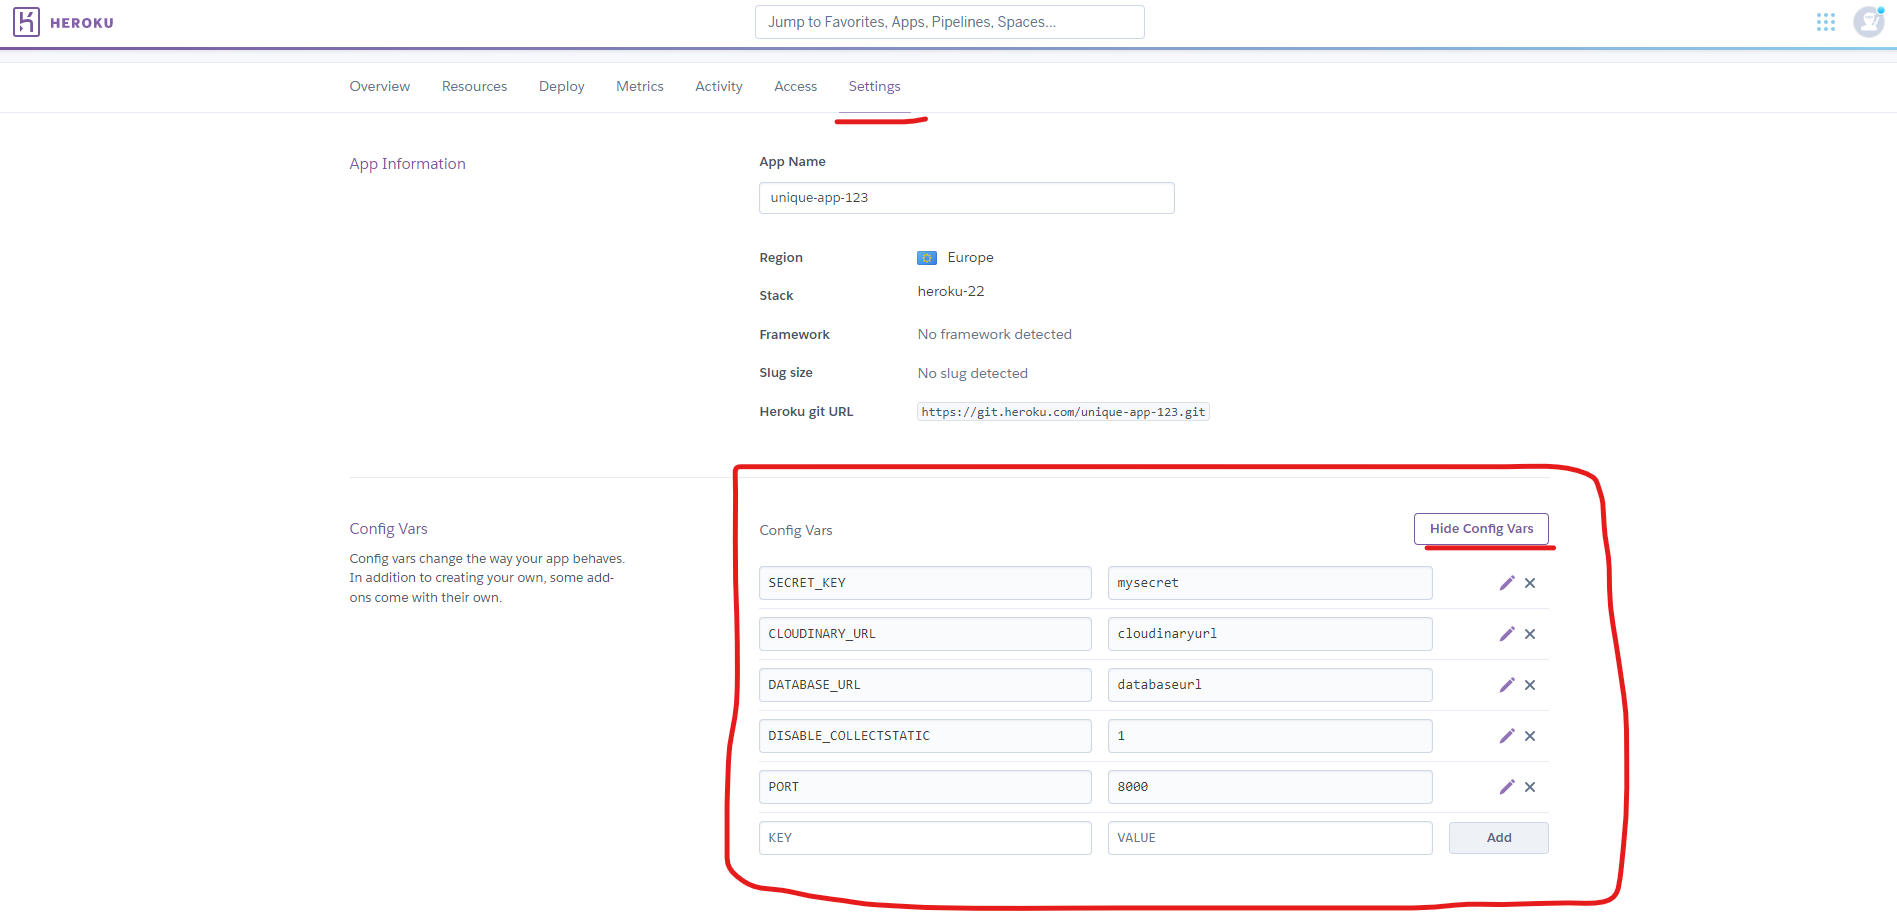 HEROKU
Jump to Favorites, Apps, Pipelines, Spaces...
Overview Resources Deploy Metrics Activity Access Settings
App Information
App Name
unique-app-123
Region Europe
Stack heroku-22
Framework No framework detected
Slug size No slug detected
Heroku git URL https://git.heroku.com/unique-app-123.git
Config Vars
Config vars change the way your app behaves.
In addition to creating your own, some add-
ons come with their own.
Config Vars Hide Config Vars
SECRET_KEY mysecret
CLOUDINARY_URL cloudinaryurl
DATABASE_URL databaseurl
DISABLE_COLLECTSTATIC 1
PORT 8000
KEY VALUE Add